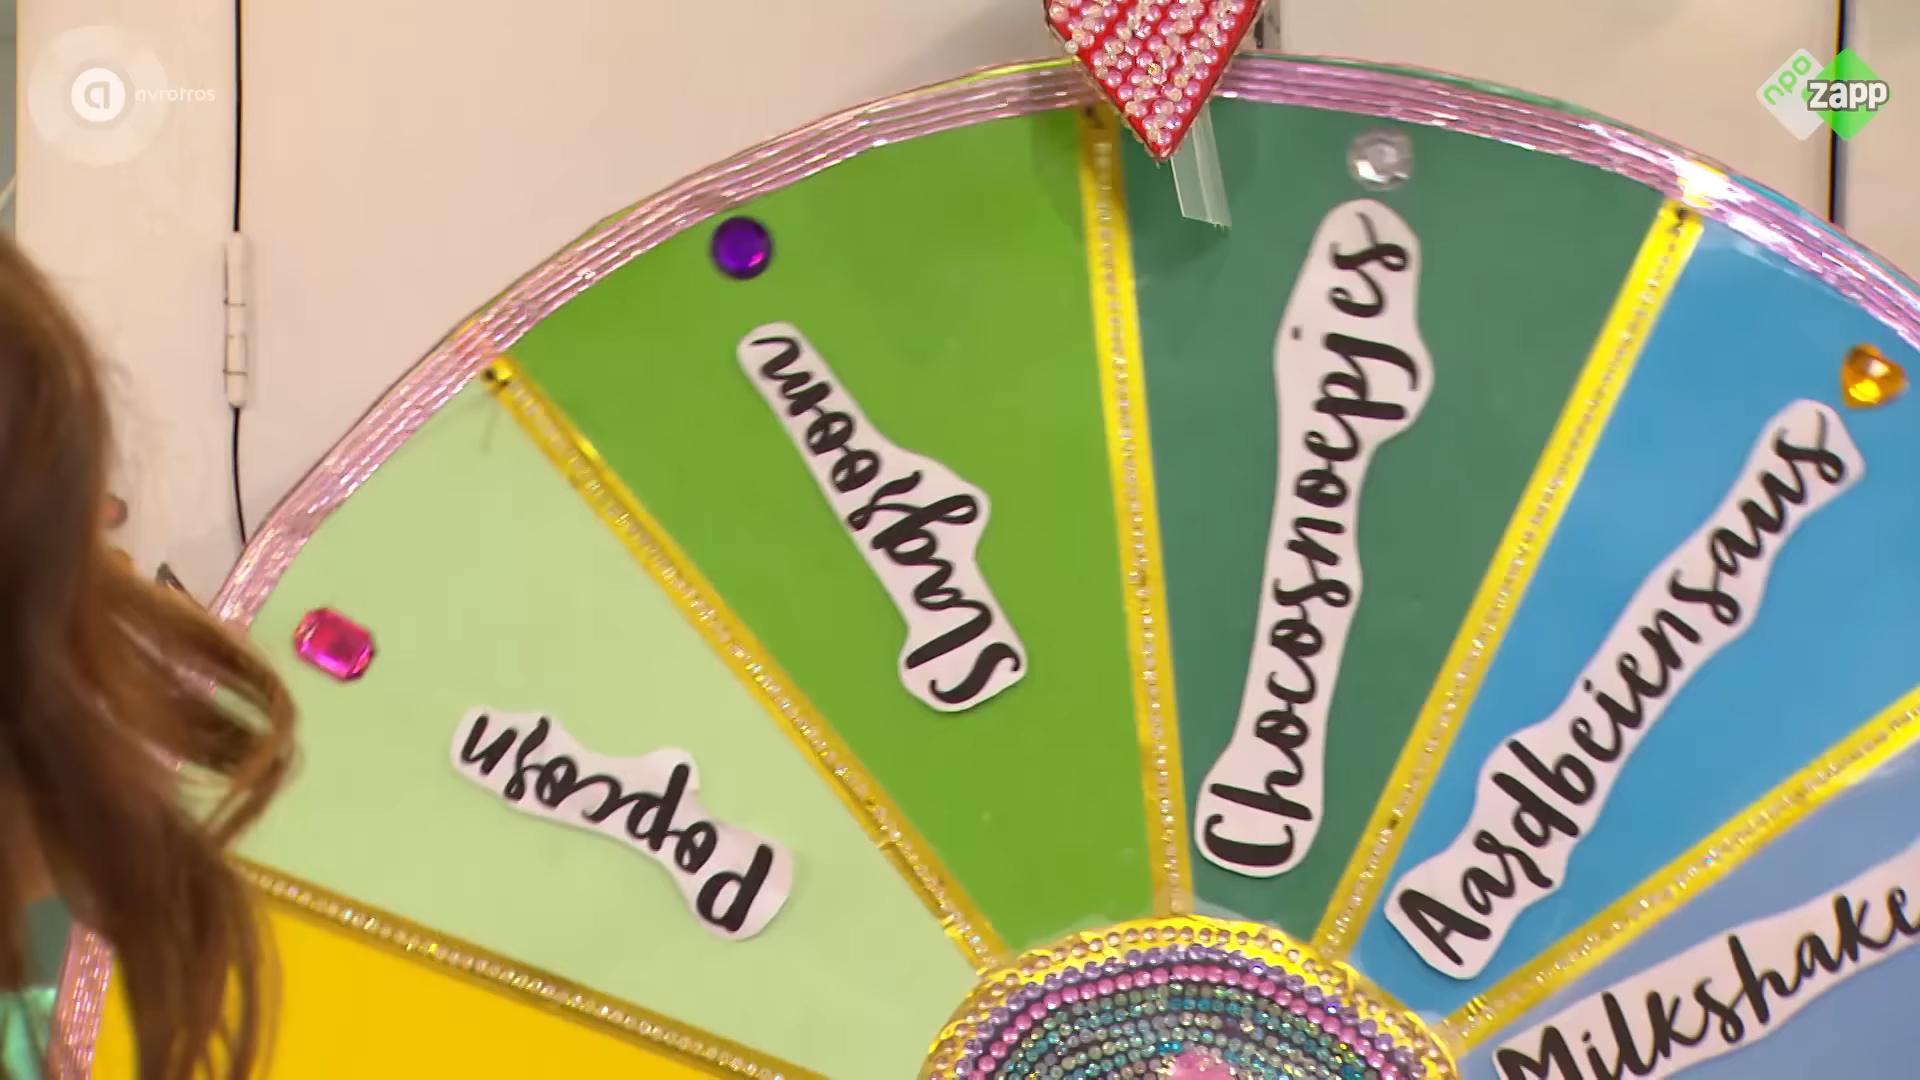 avrotros
npo
zapp
Popcorn
Slagroom
Chocosnoepjes
Aardbeiensaus
Milkshake